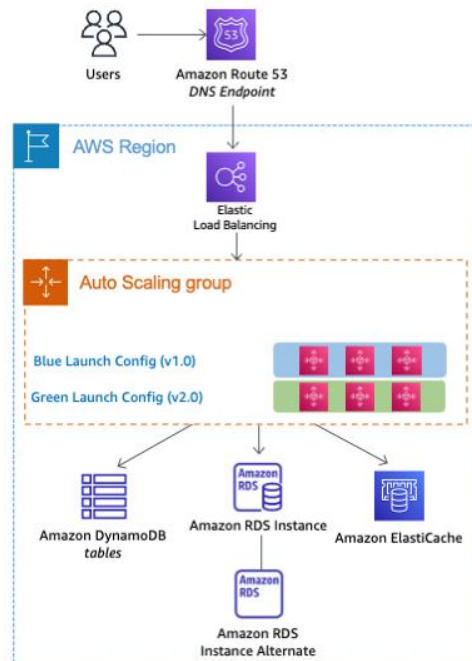 Users
53
Amazon Route 53
DNS Endpoint
AWS Region
Elastic
Load Balancing
Auto Scaling group
Blue Launch Config (v1.0)
Green Launch Config (v2.0)
Amazon DynamoDB
tables
Amazon
RDS
Amazon RDS Instance
Amazon ElastiCache
Amazon
RDS
Amazon RDS
Instance Alternate